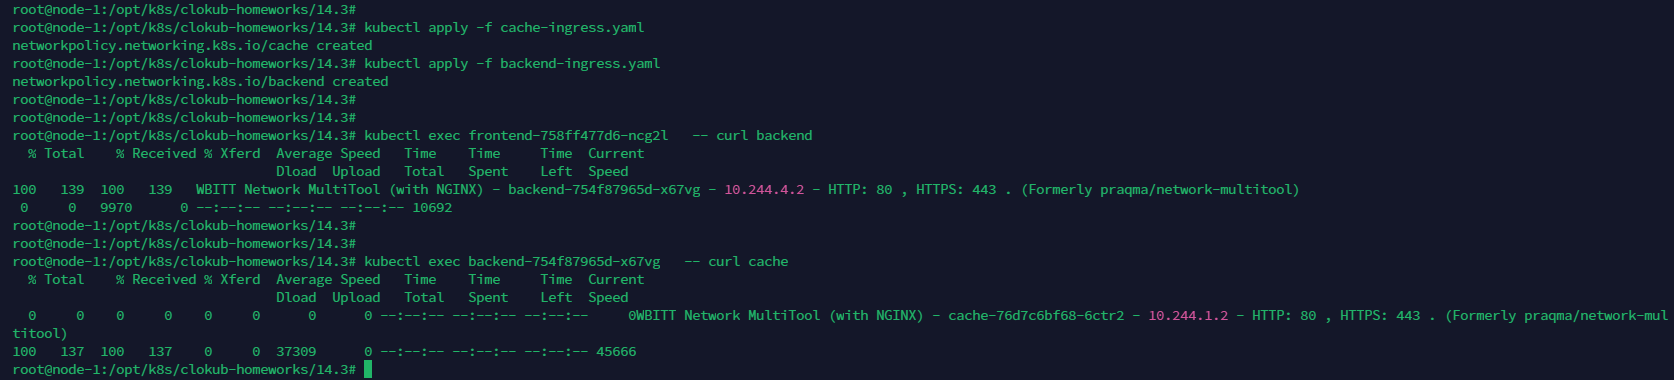 root@node-1:/opt/k8s/clokub-homeworks/14.3#
root@node-1:/opt/k8s/clokub-homeworks/14.3# kubectl apply -f cache-ingress.yaml
networkpolicy.networking.k8s.io/cache created
root@node-1:/opt/k8s/clokub-homeworks/14.3# kubectl apply -f backend-ingress.yaml
networkpolicy.networking.k8s.io/backend created
root@node-1:/opt/k8s/clokub-homeworks/14.3#
root@node-1:/opt/k8s/clokub-homeworks/14.3#
root@node-1:/opt/k8s/clokub-homeworks/14.3# kubectl exec frontend-758ff477d6-ncg2l   -- curl backend
  % Total    % Received % Xferd  Average Speed   Time    Time     Time  Current
                                 Dload  Upload   Total   Spent    Left  Speed
100   139  100   139   WBITT Network MultiTool (with NGINX) - backend-754f87965d-x67vg - 10.244.4.2 - HTTP: 80 , HTTPS: 443 . (Formerly praqma/network-multitool)
 0     0   9970      0 --:--:-- --:--:-- --:--:-- 10692
root@node-1:/opt/k8s/clokub-homeworks/14.3#
root@node-1:/opt/k8s/clokub-homeworks/14.3#
root@node-1:/opt/k8s/clokub-homeworks/14.3# kubectl exec backend-754f87965d-x67vg   -- curl cache
  % Total    % Received % Xferd  Average Speed   Time    Time     Time  Current
                                 Dload  Upload   Total   Spent    Left  Speed
  0     0    0     0    0     0      0      0 --:--:-- --:--:-- --:--:--     0WBITT Network MultiTool (with NGINX) - cache-76d7c6bf68-6ctr2 - 10.244.1.2 - HTTP: 80 , HTTPS: 443 . (Formerly praqma/network-mul
titool)
100   137  100   137    0     0  37309      0 --:--:-- --:--:-- --:--:-- 45666
root@node-1:/opt/k8s/clokub-homeworks/14.3#